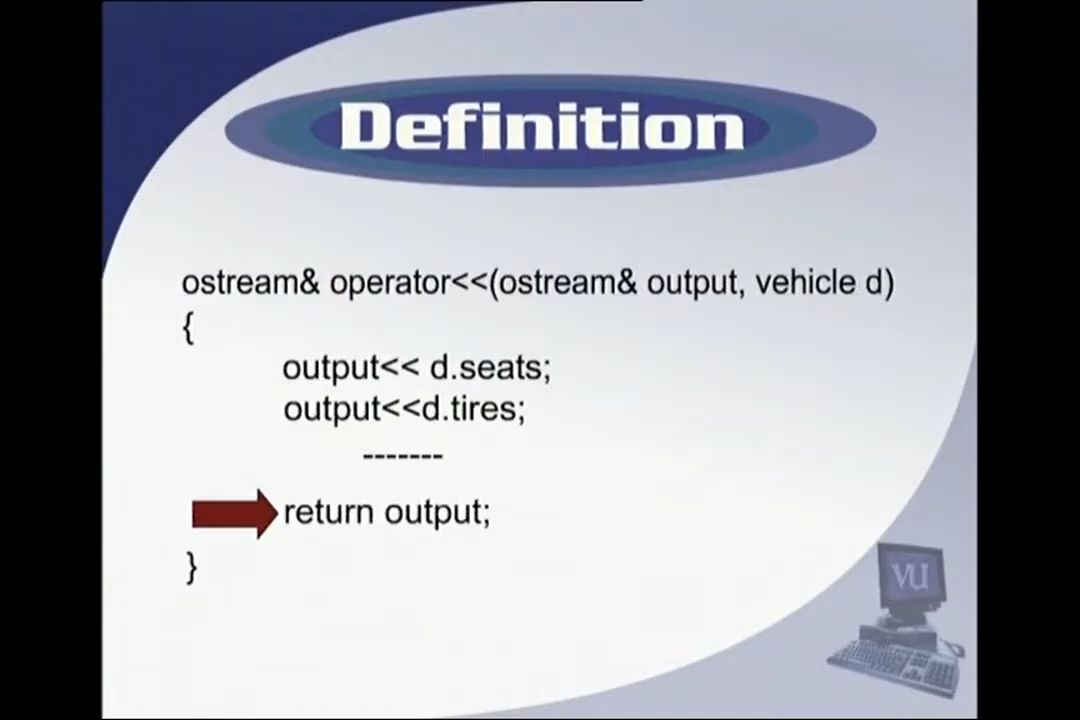 Definition
ostream& operator<<(ostream& output, vehicle d)
{
output<< d.seats;
output<<d.tires;
-------
return output;
}
VU